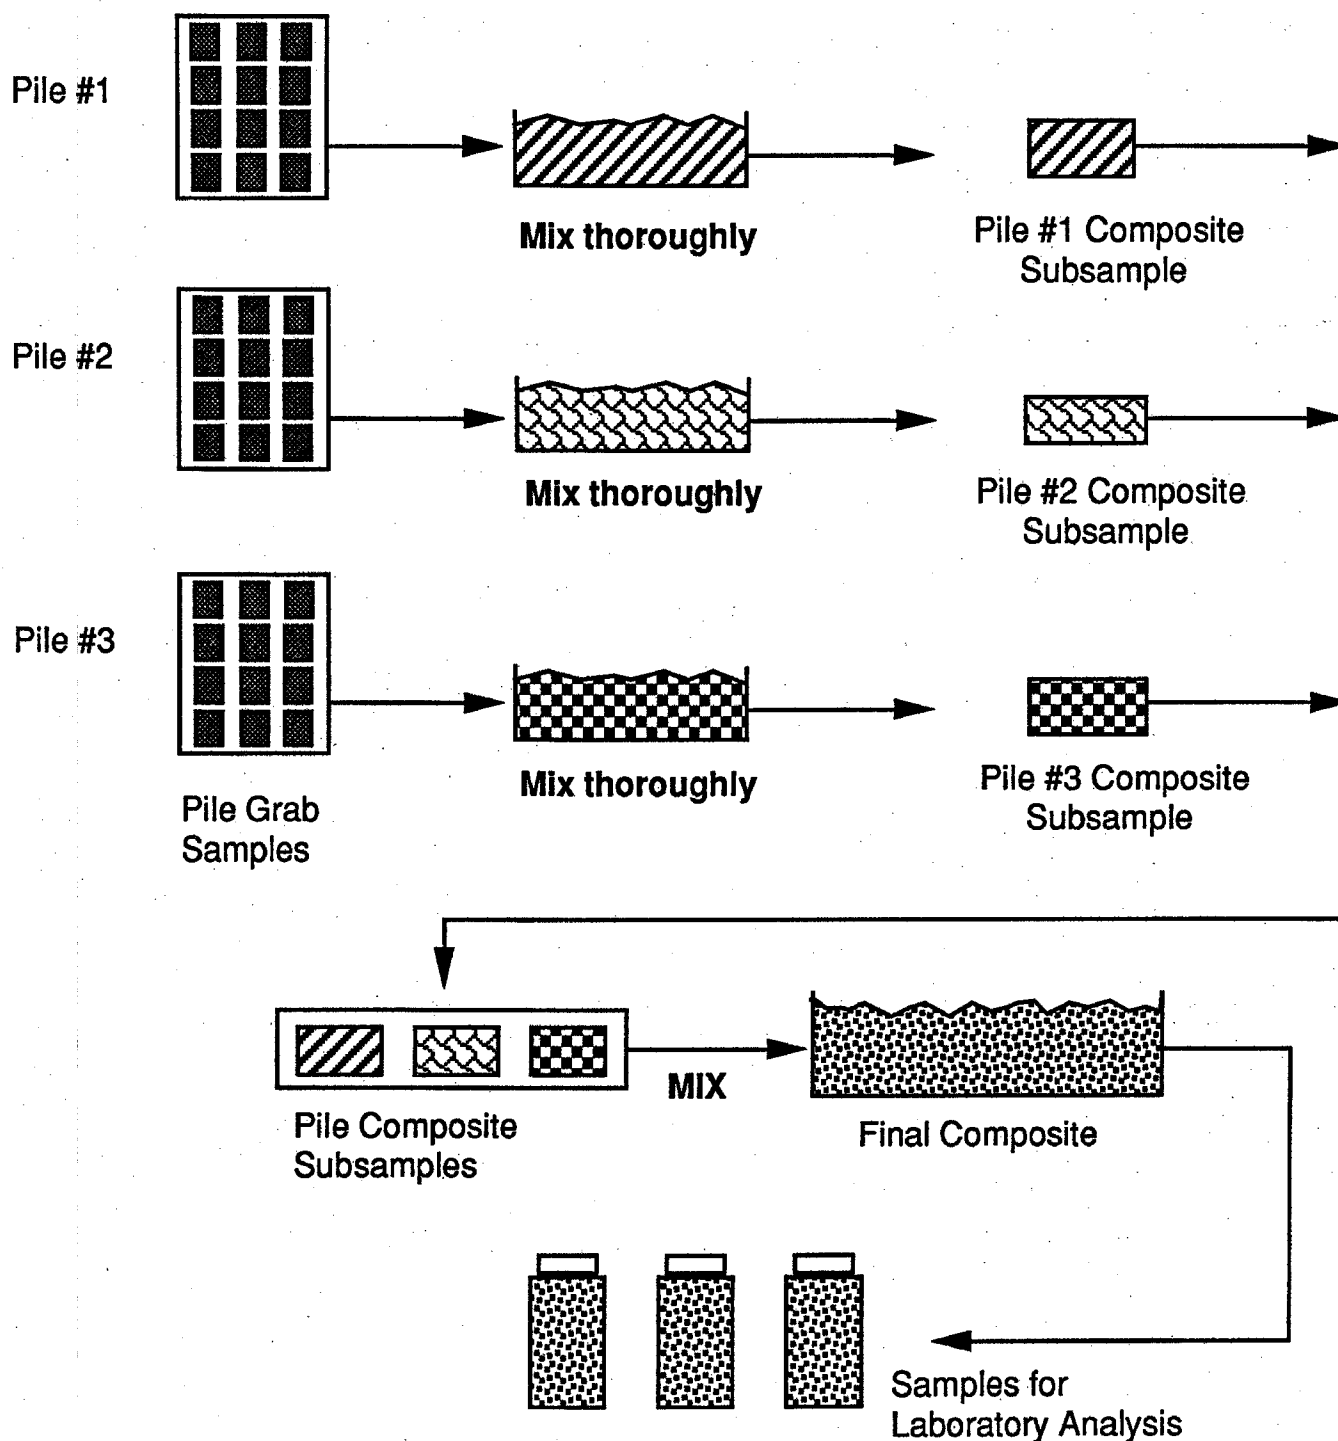 Pile #1
Mix thoroughly
Pile #1 Composite
Subsample
Pile #2
Mix thoroughly
Pile #2 Composite
Subsample
Pile #3
Mix thoroughly
Pile #3 Composite
Subsample
Pile Grab
Samples
MIX
Pile Composite
Subsamples
Final Composite
Samples for
Laboratory Analysis